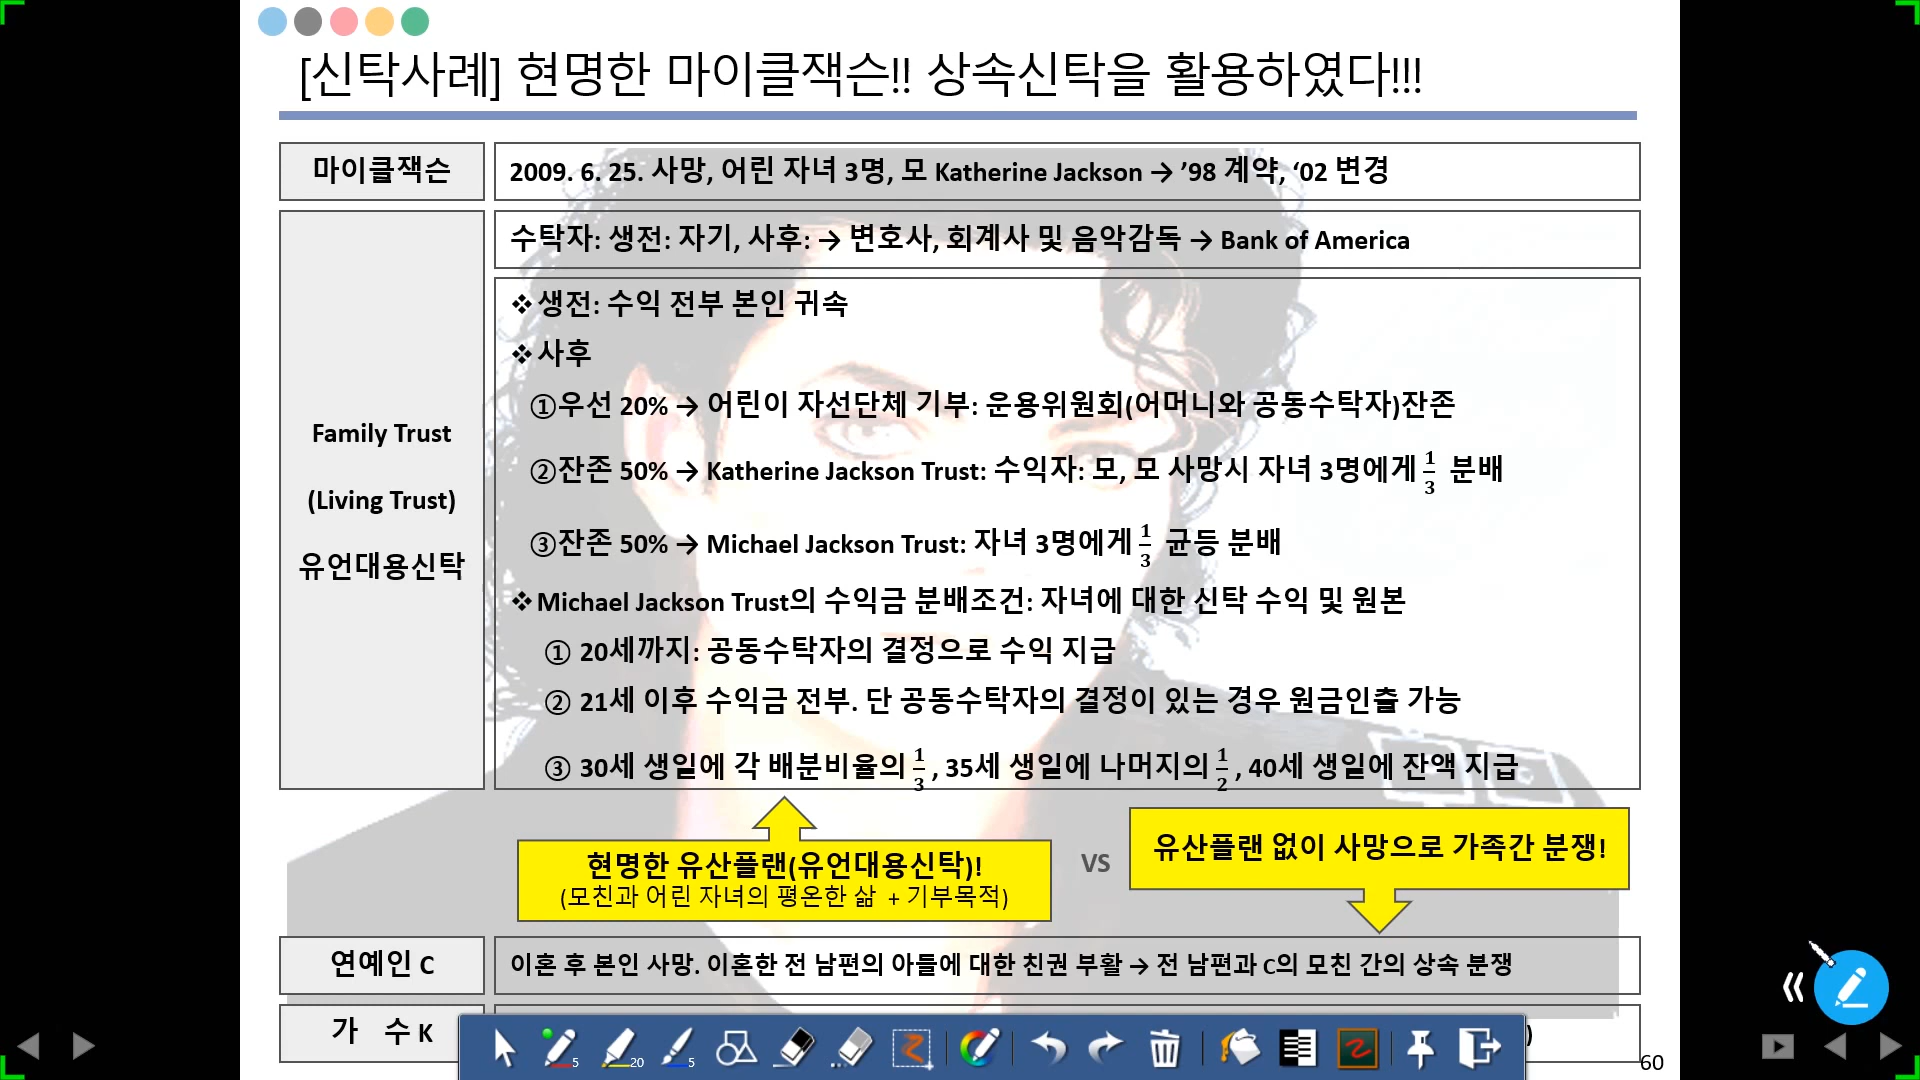 [신탁사례] 현명한 마이클잭슨!! 상속신탁을 활용하였다!!!
마이클잭슨
2009. 6. 25. 사망, 어린 자녀 3명, 모 Katherine Jackson → ’98 계약, ‘02 변경
Family Trust
(Living Trust)
유언대용신탁
수탁자: 생전: 자기, 사후: → 변호사, 회계사 및 음악감독 → Bank of America
❖생전: 수익 전부 본인 귀속
❖사후
①우선 20% → 어린이 자선단체 기부: 운용위원회(어머니와 공동수탁자)잔존
②잔존 50% → Katherine Jackson Trust: 수익자: 모, 모 사망시 자녀 3명에게 1/3 분배
③잔존 50% → Michael Jackson Trust: 자녀 3명에게 1/3 균등 분배
❖Michael Jackson Trust의 수익금 분배조건: 자녀에 대한 신탁 수익 및 원본
① 20세까지: 공동수탁자의 결정으로 수익 지급
② 21세 이후 수익금 전부. 단 공동수탁자의 결정이 있는 경우 원금인출 가능
③ 30세 생일에 각 배분비율의 1/3 , 35세 생일에 나머지의 1/2 , 40세 생일에 잔액 지급
현명한 유산플랜(유언대용신탁)!
(모친과 어린 자녀의 평온한 삶 + 기부목적)
VS
유산플랜 없이 사망으로 가족간 분쟁!
연예인 C
이혼 후 본인 사망. 이혼한 전 남편의 아들에 대한 친권 부활 → 전 남편과 C의 모친 간의 상속 분쟁
가 수 K
)
5
20
5
60